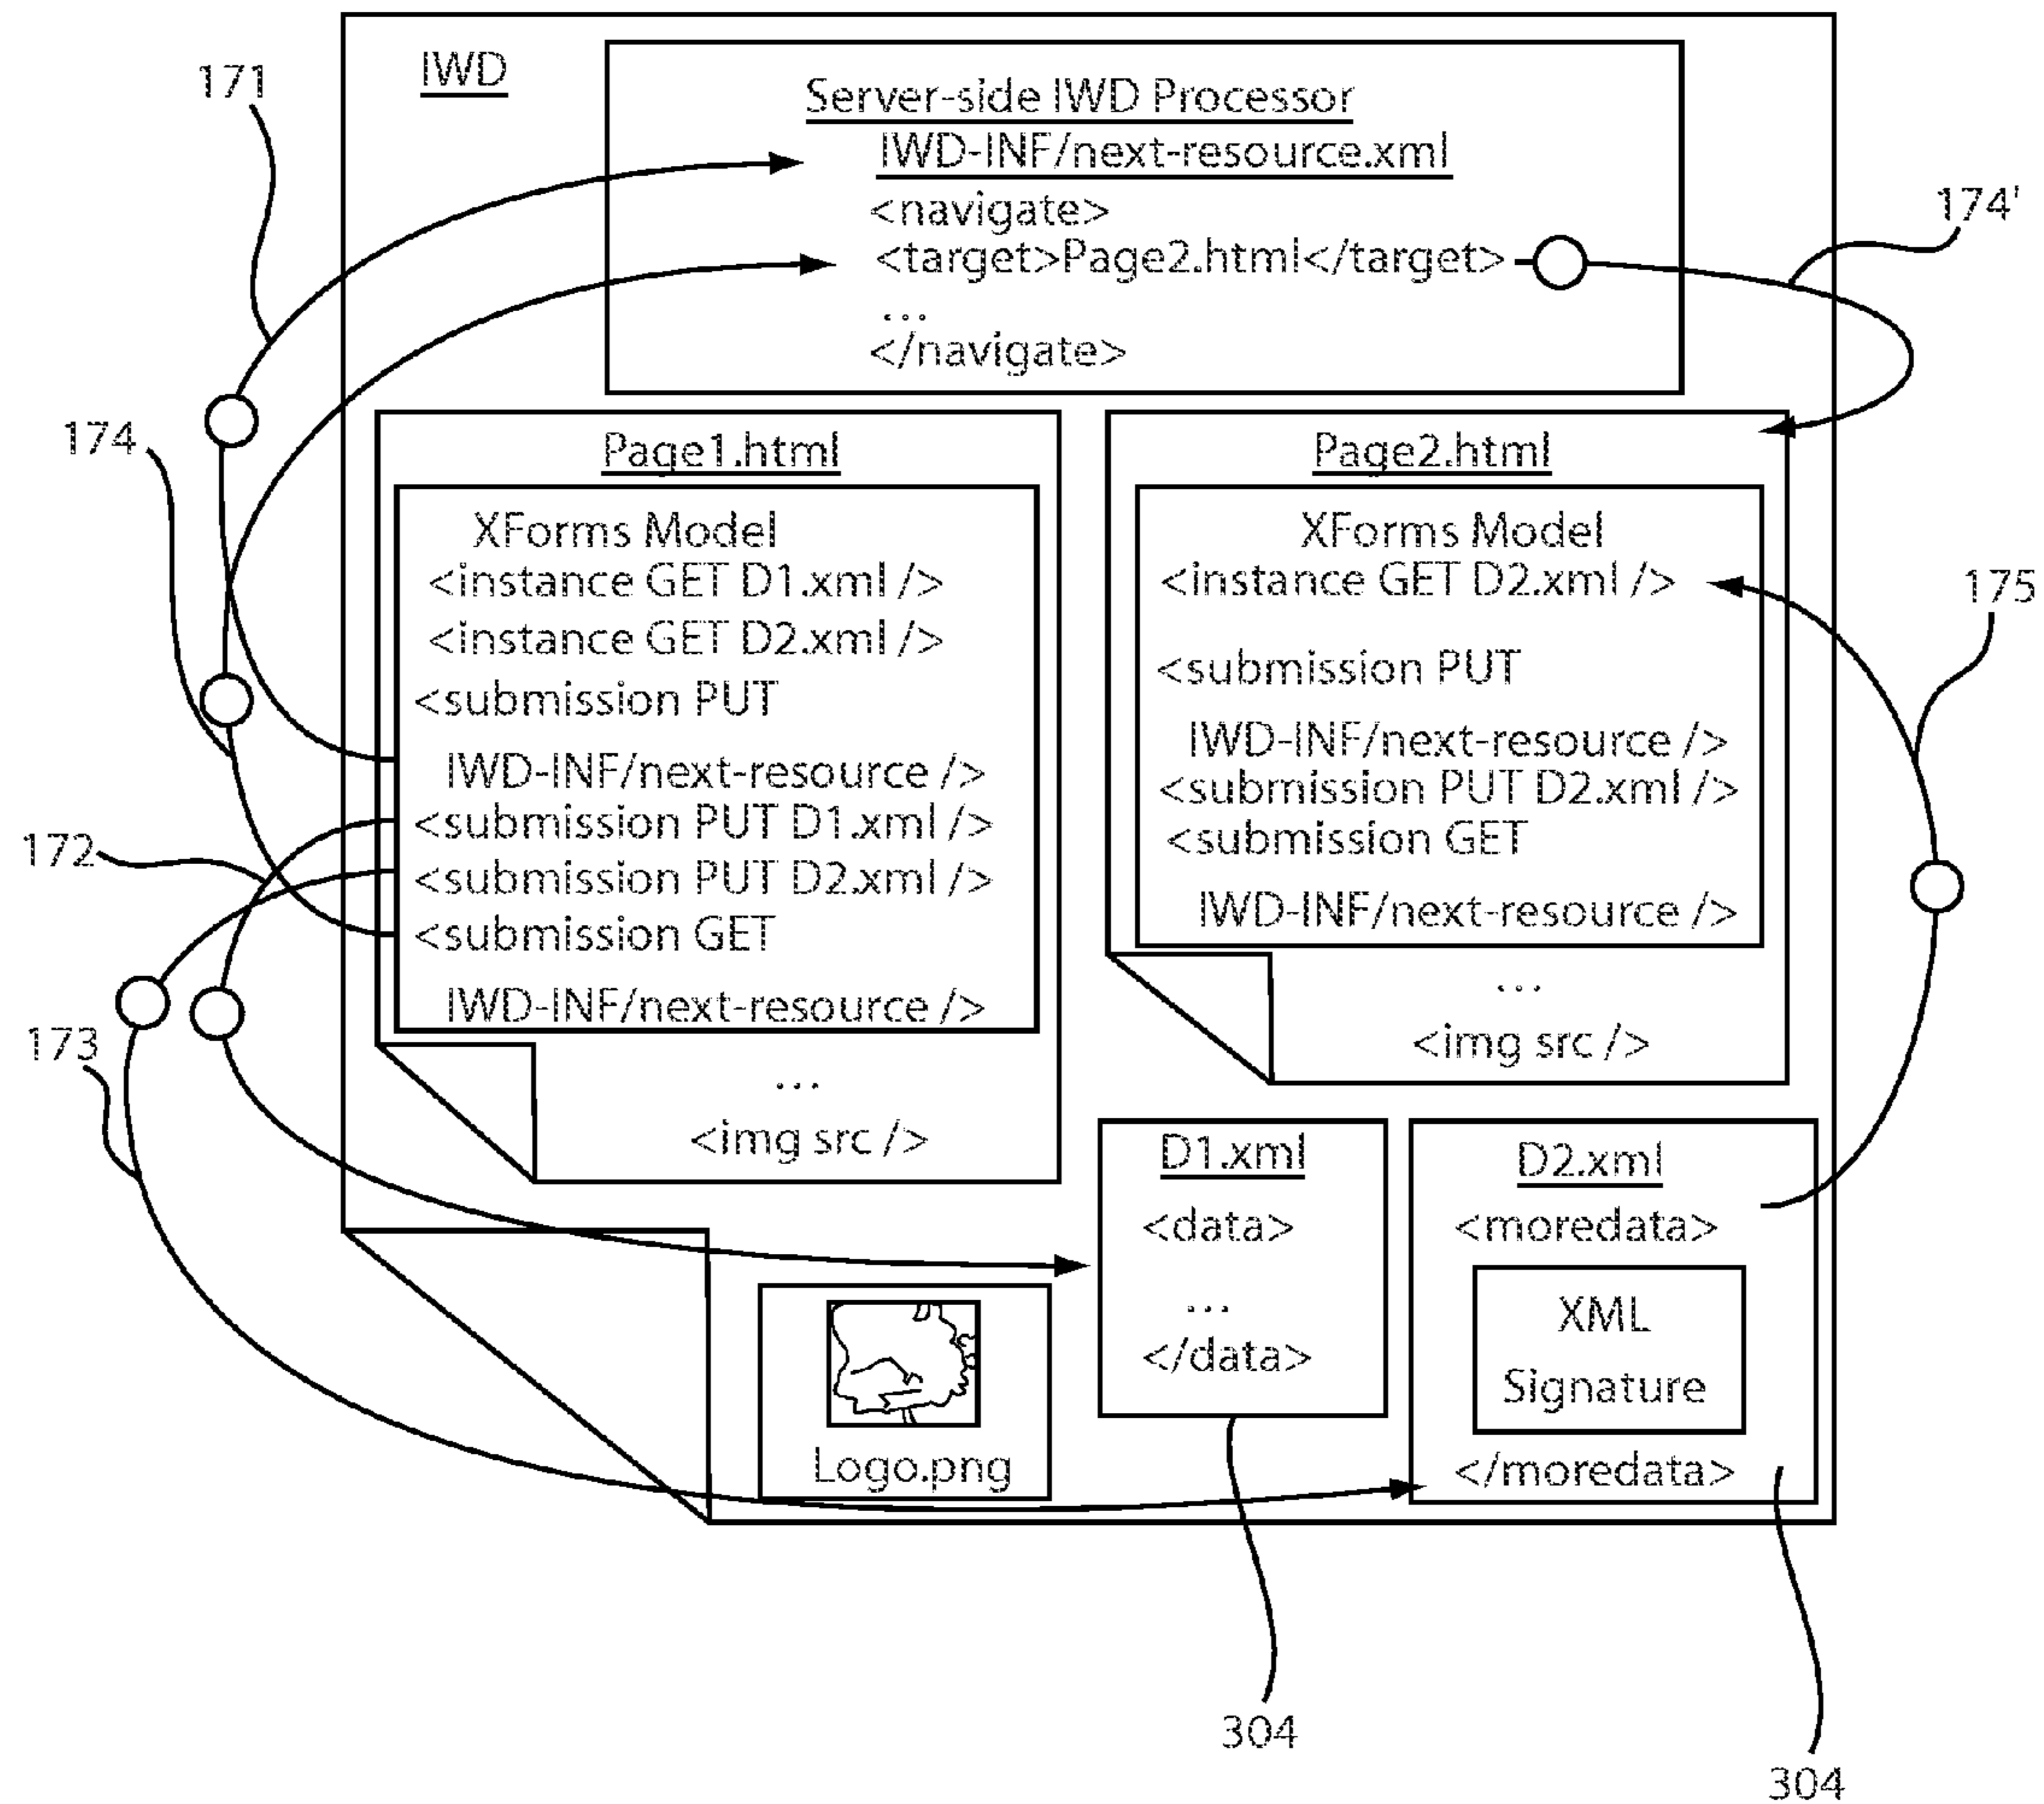 171
IWD
Server-side IWD Processor
IWD-INF/next-resource.xml
<navigate>
<target>Page2.html</target>
...
</navigate>
174'
174
Page1.html
XForms Model
<instance GET D1.xml />
<instance GET D2.xml />
<submission PUT
IWD-INF/next-resource />
<submission PUT D1.xml />
<submission PUT D2.xml />
<submission GET
IWD-INF/next-resource />
...
<img src />
Page2.html
XForms Model
<instance GET D2.xml />
<submission PUT
IWD-INF/next-resource />
<submission PUT D2.xml />
<submission GET
IWD-INF/next-resource />
...
<img src />
175
172
173
Logo.png
D1.xml
<data>
...
</data>
D2.xml
<moredata>
XML
Signature
</moredata>
304
304